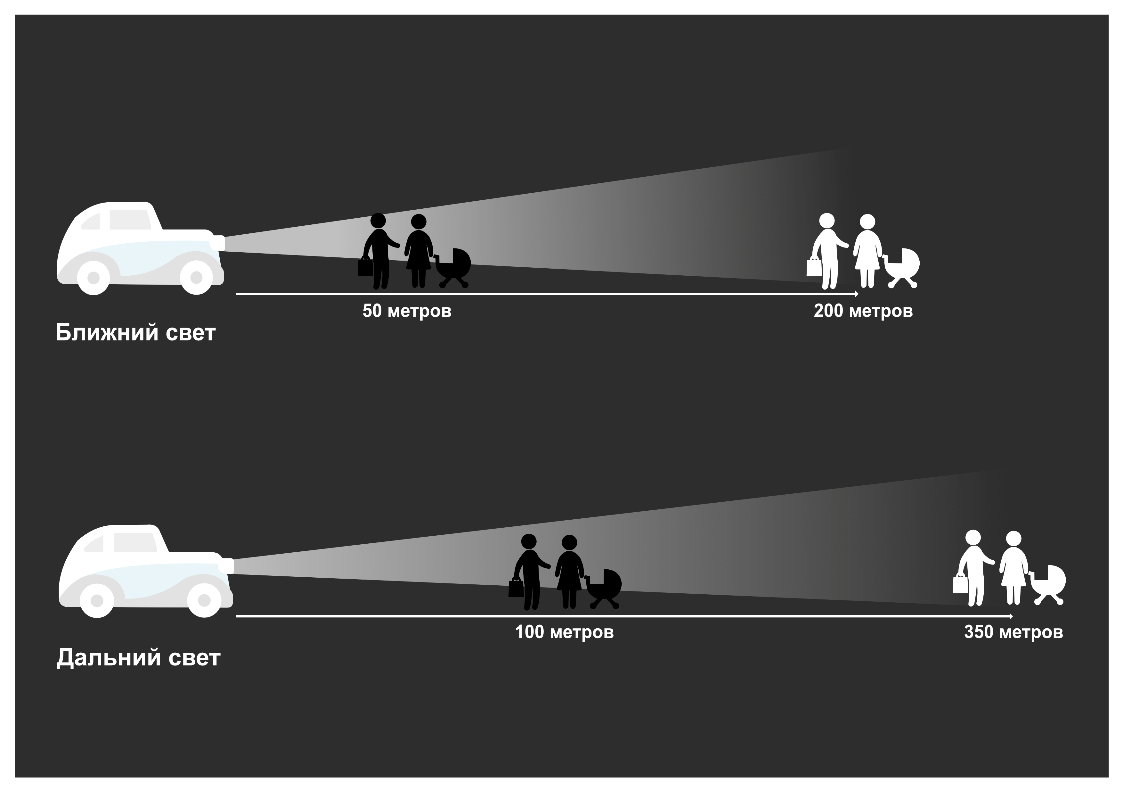 50 метров
200 метров
Ближний свет
100 метров
350 метров
Дальний свет